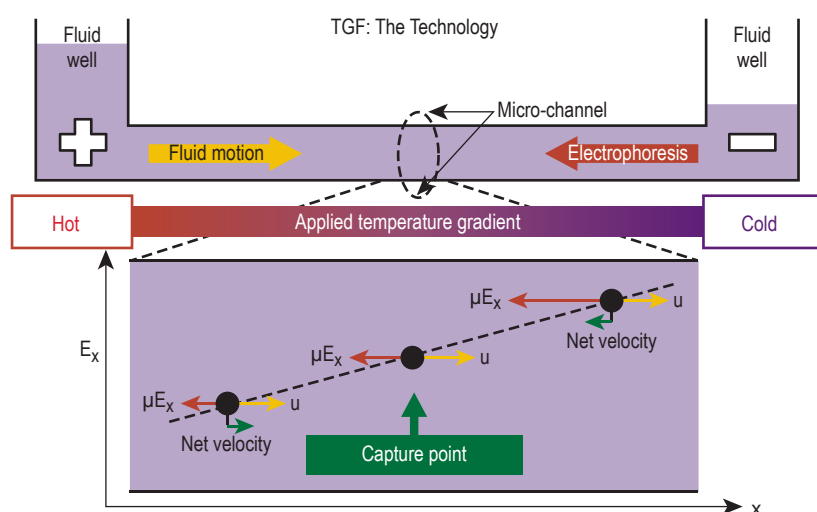 TGF: The Technology
Fluid
well
Fluid
well
Micro-channel
Fluid motion
Electrophoresis
Hot
Applied temperature gradient
Cold
Ex
µEx
u
Net velocity
µEx
u
µEx
u
Net velocity
Capture point
x